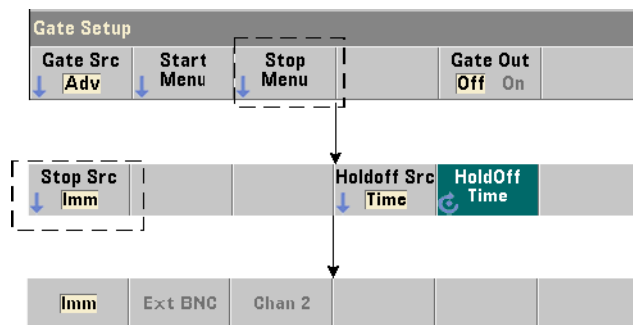 Gate Setup
Gate Src Start Stop Gate Out
Adv Menu Menu Off On
Stop Src Holdoff Src HoldOff
Imm Time Time
Imm Ext BNC Chan 2